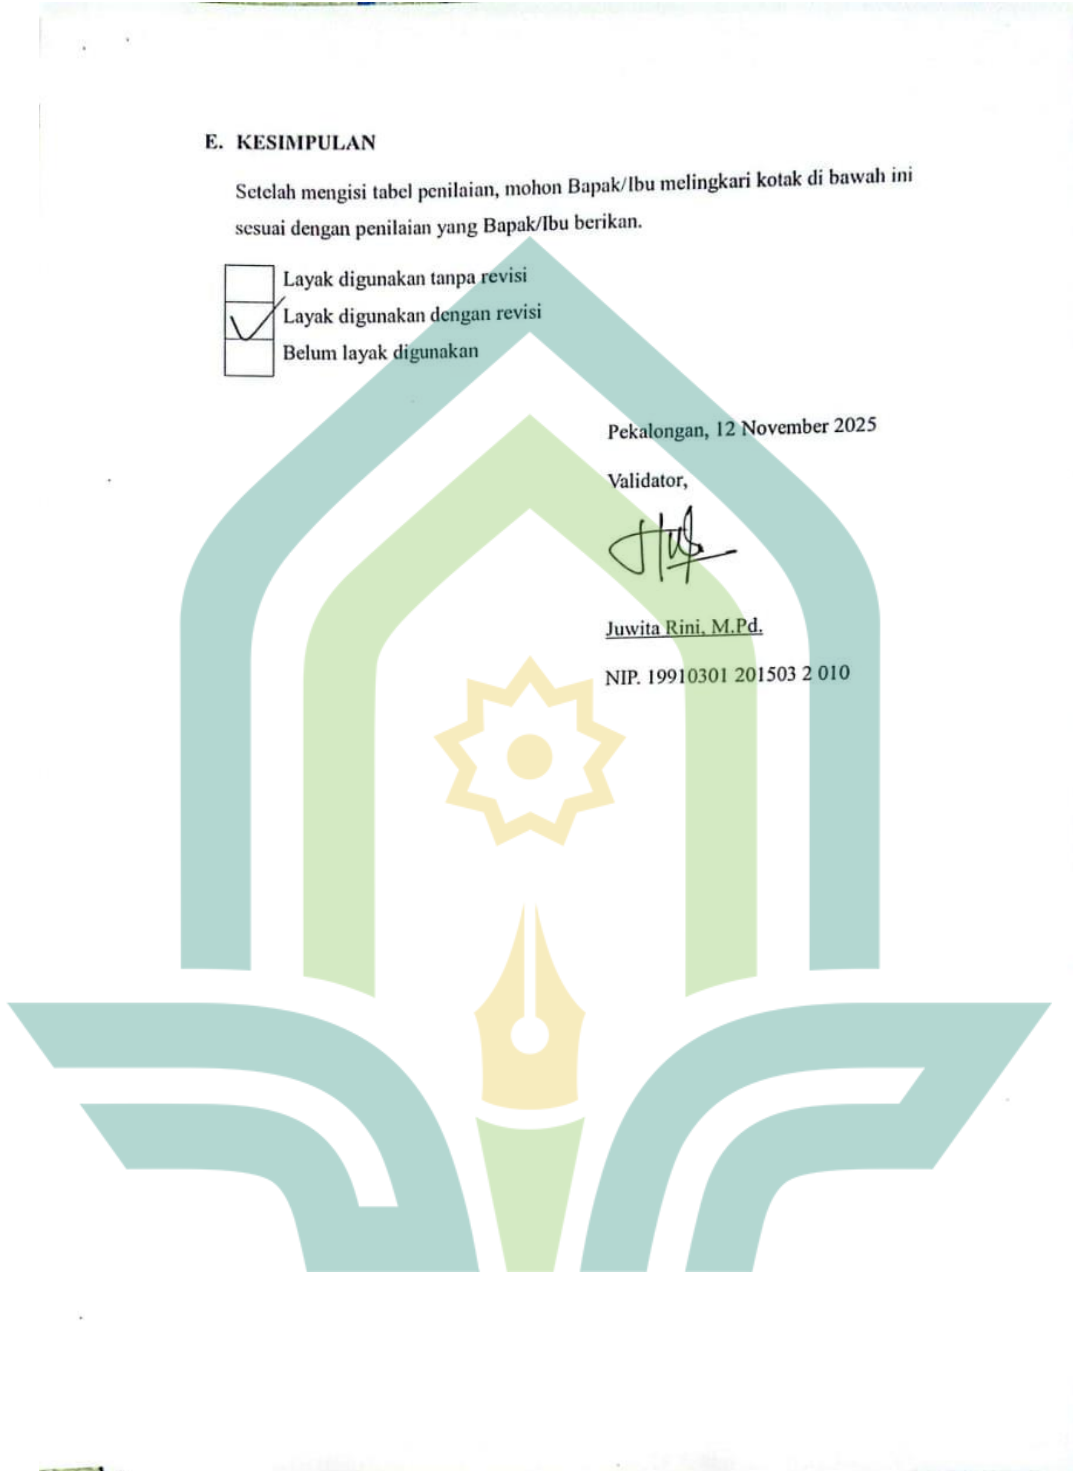 E. KESIMPULAN
Setelah mengisi tabel penilaian, mohon Bapak/Ibu melingkari kotak di bawah ini
sesuai dengan penilaian yang Bapak/Ibu berikan.
Layak digunakan tanpa revisi
Layak digunakan dengan revisi
Belum layak digunakan
Pekalongan, 12 November 2025
Validator,
Juwita Rini, M.Pd.
NIP. 19910301 201503 2 010